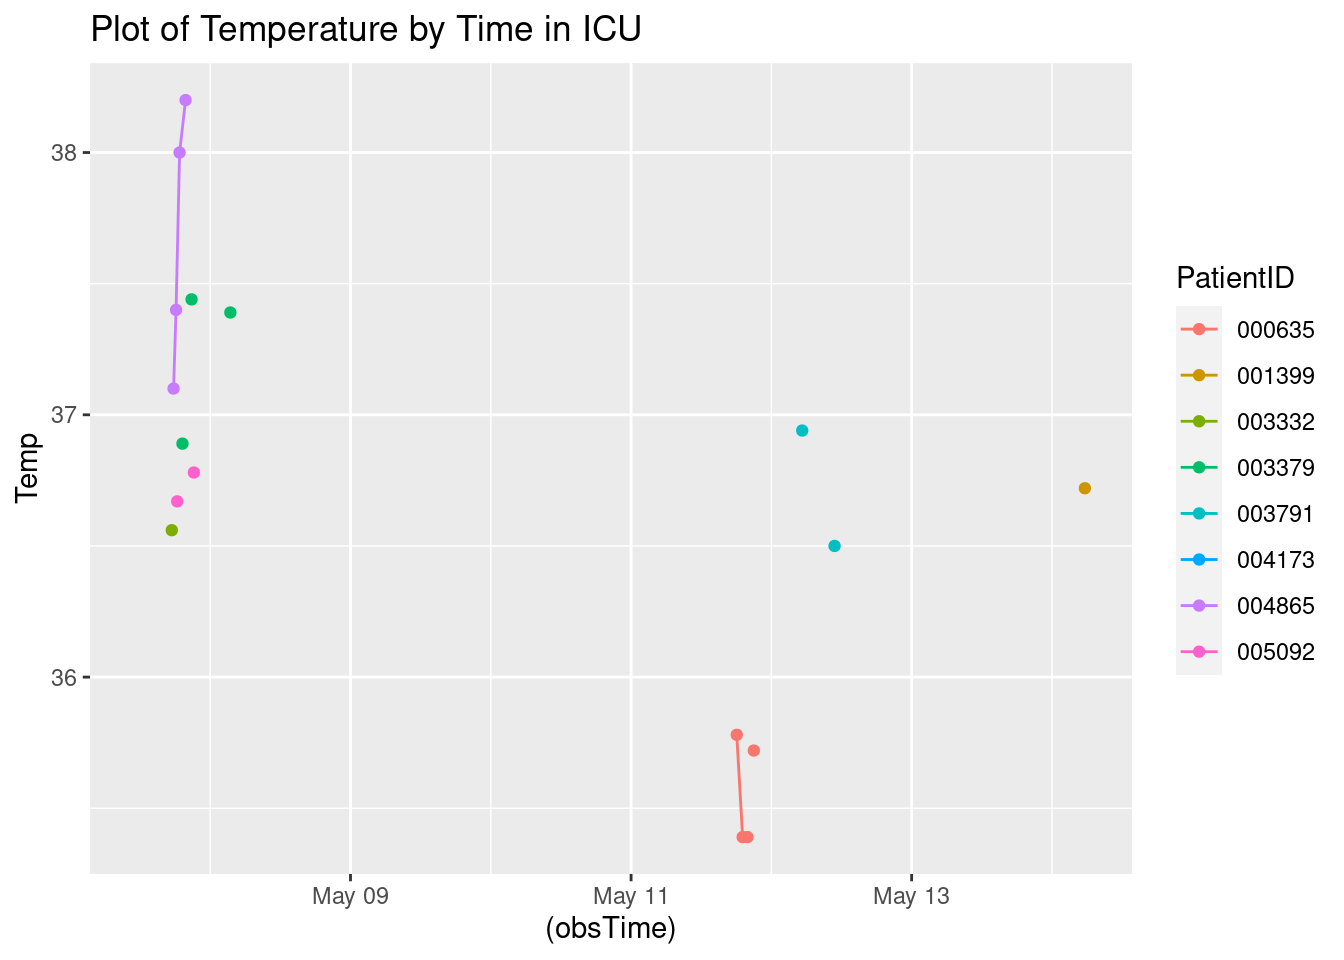 Plot of Temperature by Time in ICU
38
37
36
Temp
May 09
May 11
May 13
(obsTime)
PatientID
000635
001399
003332
003379
003791
004173
004865
005092